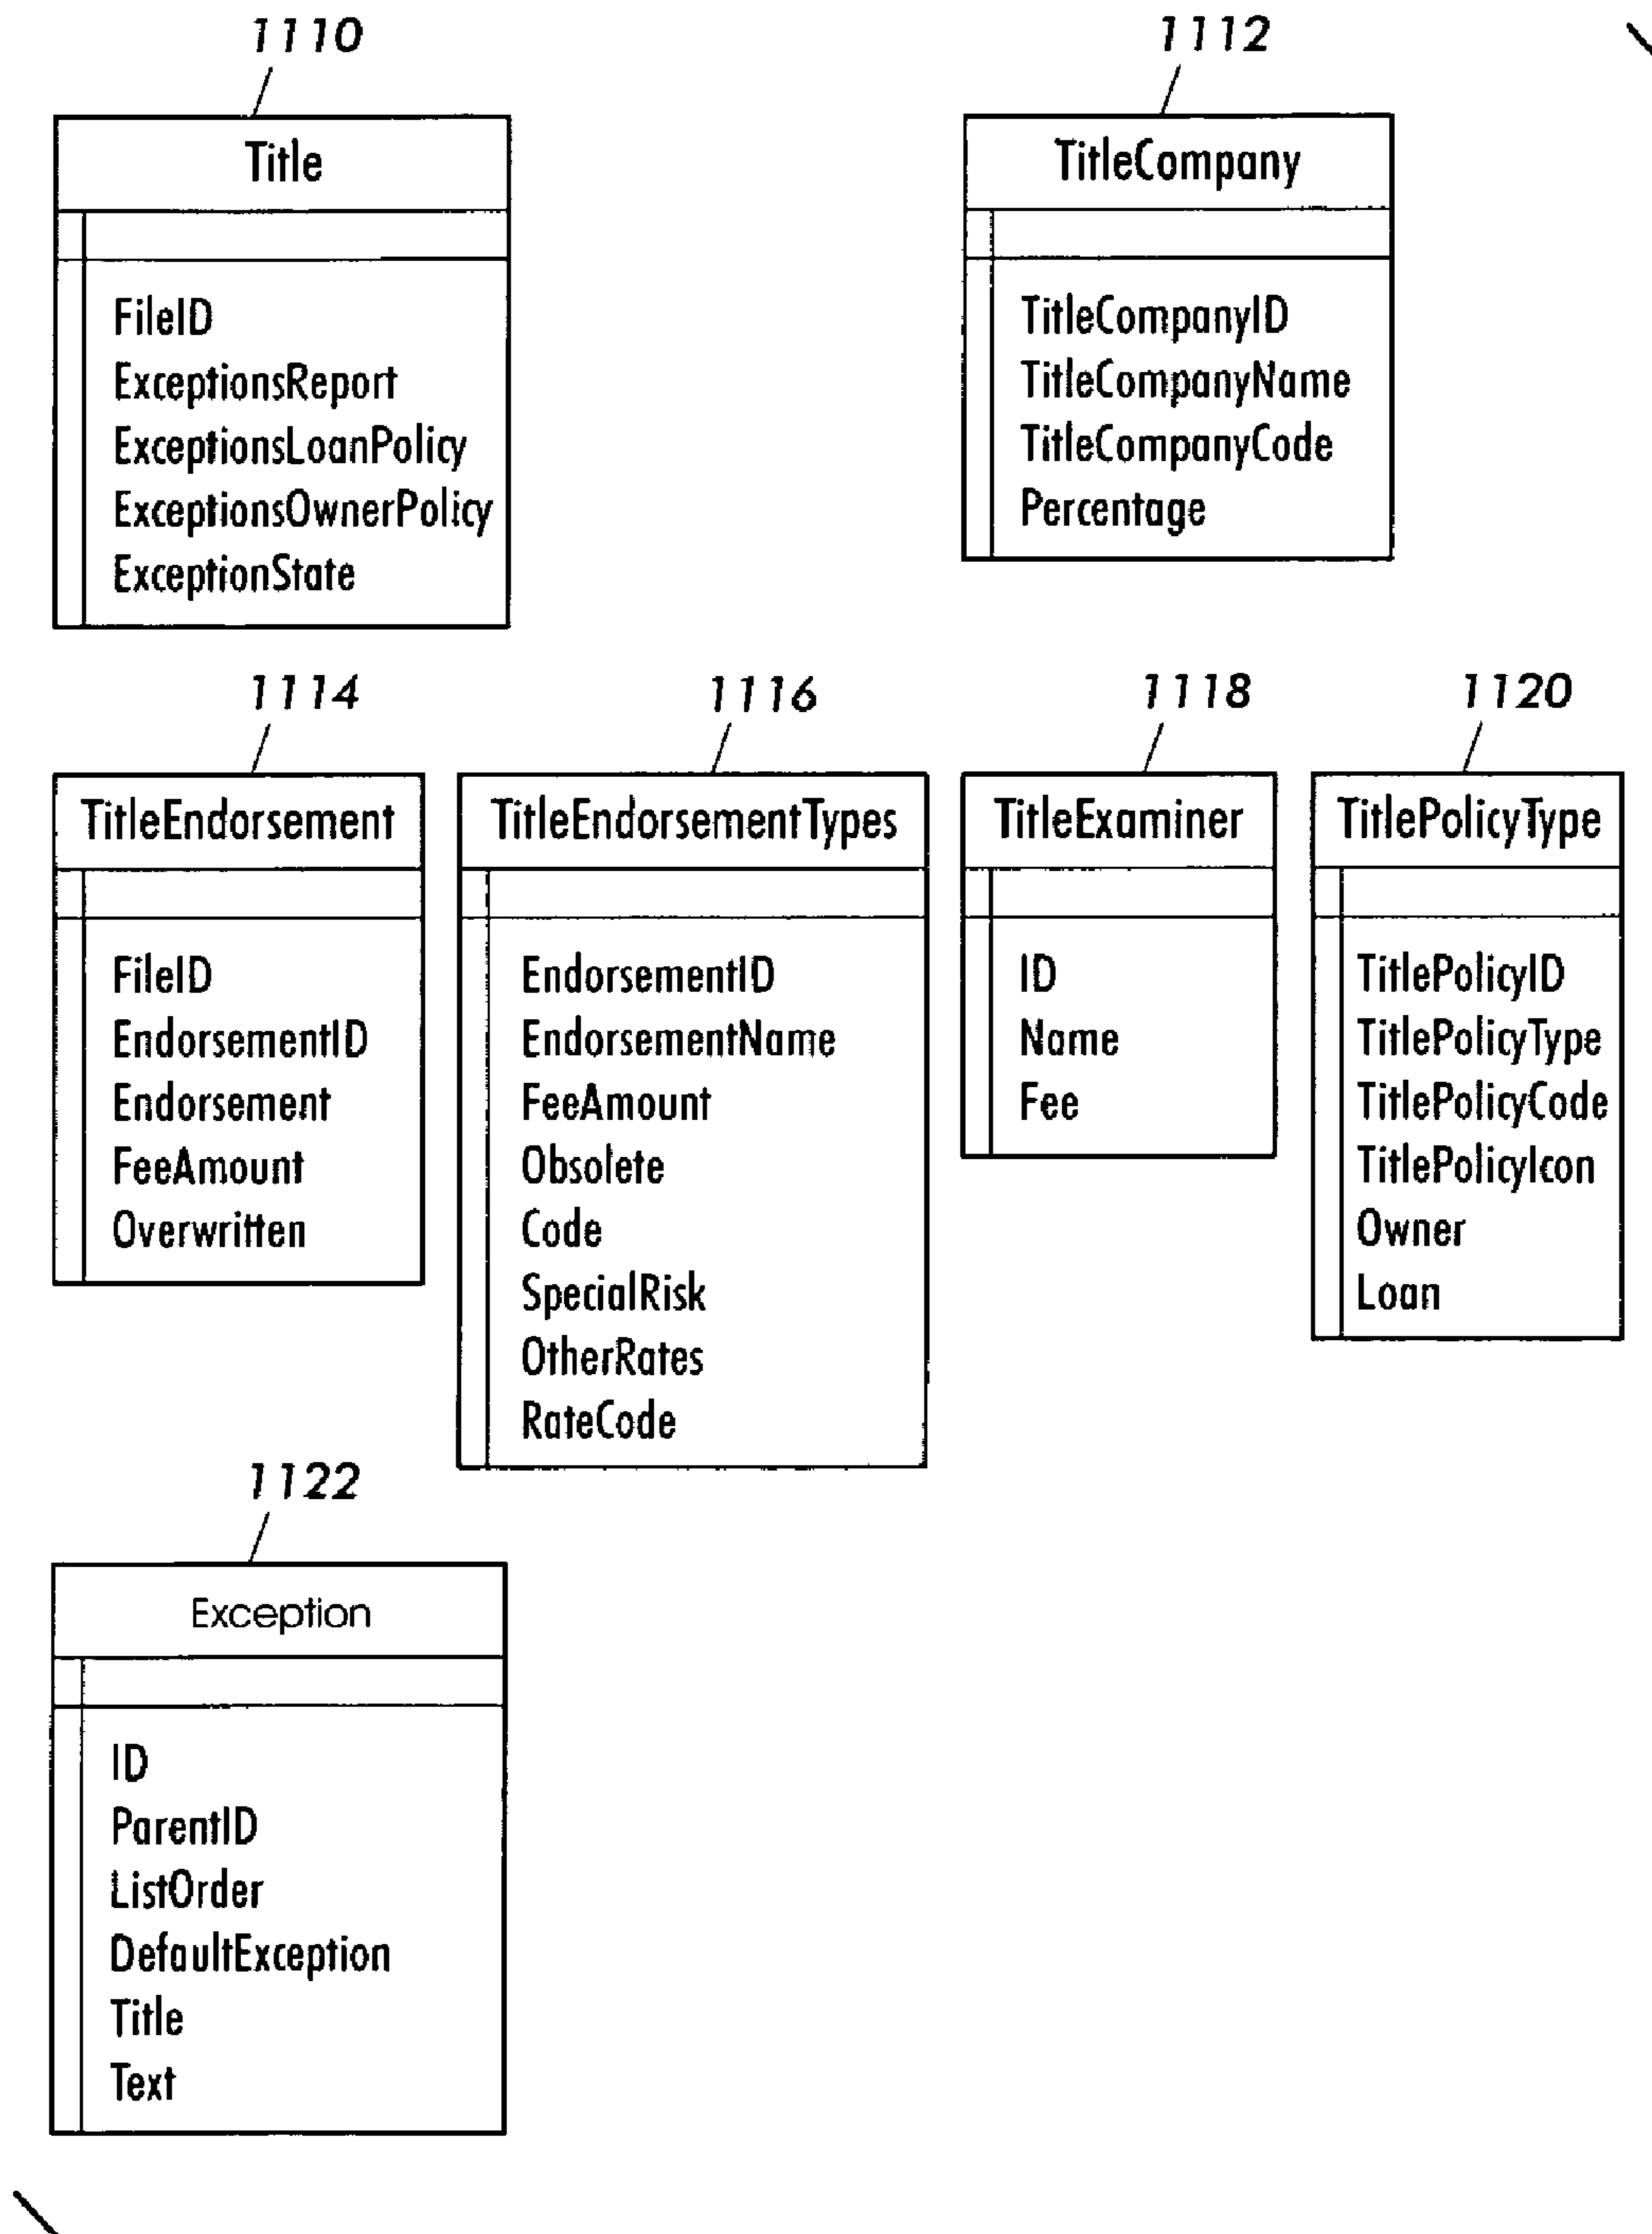 1110
Title
FileID
ExceptionsReport
ExceptionsLoanPolicy
ExceptionsOwnerPolicy
ExceptionState
1112
TitleCompany
TitleCompanyID
TitleCompanyName
TitleCompanyCode
Percentage
1114
TitleEndorsement
FileID
EndorsementID
Endorsement
FeeAmount
Overwritten
1116
TitleEndorsementTypes
EndorsementID
EndorsementName
FeeAmount
Obsolete
Code
SpecialRisk
OtherRates
RateCode
1118
TitleExaminer
ID
Name
Fee
1120
TitlePolicyType
TitlePolicyID
TitlePolicyType
TitlePolicyCode
TitlePolicyIcon
Owner
Loan
1122
Exception
ID
ParentID
ListOrder
DefaultException
Title
Text